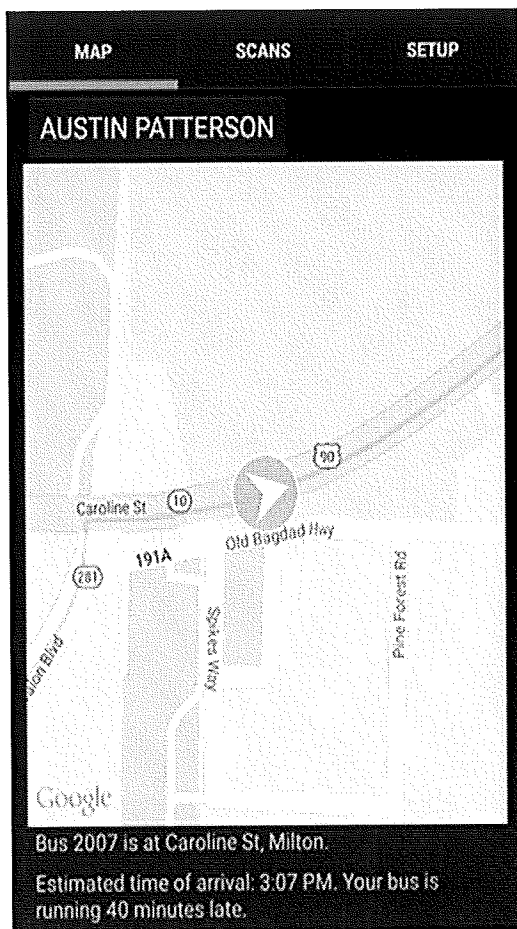 MAP SCANS SETUP
AUSTIN PATTERSON
90
Caroline St 10
Old Bagdad Hwy
191A
281
Spikes Way
Pine Forest Rd
Blvd
Google
Bus 2007 is at Caroline St, Milton.
Estimated time of arrival: 3:07 PM. Your bus is
running 40 minutes late.